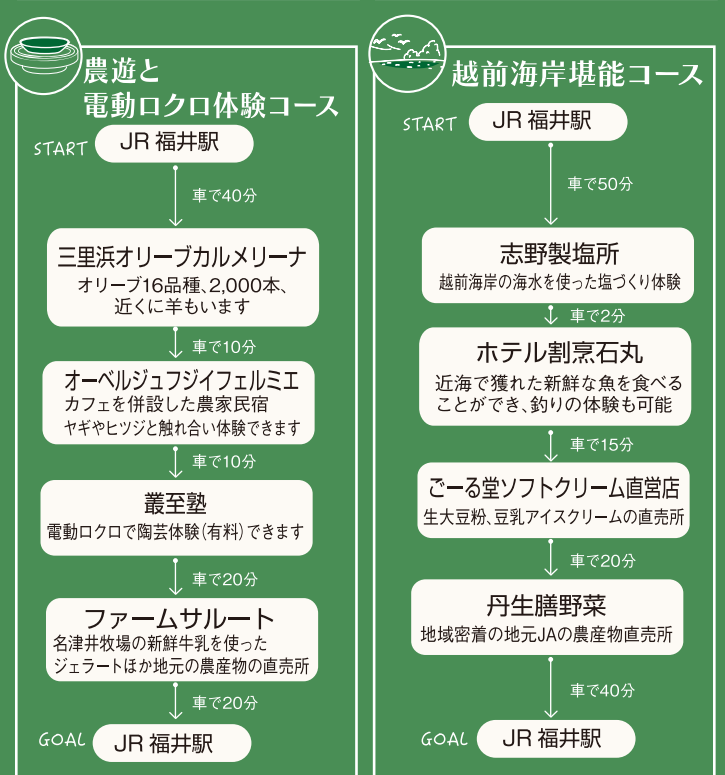 農遊と
電動ロクロ体験コース
START
JR 福井駅
車で40分
三里浜オリーブカルメリーナ
オリーブ16品種、2,000本、
近くに羊もいます
車で10分
オーベルジュフジイフェルミエ
カフェを併設した農家民宿
ヤギやヒツジと触れ合い体験できます
車で10分
叢至塾
電動ロクロで陶芸体験(有料)できます
車で20分
ファームサルート
名津井牧場の新鮮牛乳を使った
ジェラートほか地元の農産物の直売所
車で20分
GOAL
JR 福井駅
越前海岸堪能コース
START
JR 福井駅
車で50分
志野製塩所
越前海岸の海水を使った塩づくり体験
車で2分
ホテル割烹石丸
近海で獲れた新鮮な魚を食べる
ことができ、釣りの体験も可能
車で15分
ごーる堂ソフトクリーム直営店
生大豆粉、豆乳アイスクリームの直売所
車で20分
丹生膳野菜
地域密着の地元JAの農産物直売所
車で40分
GOAL
JR 福井駅